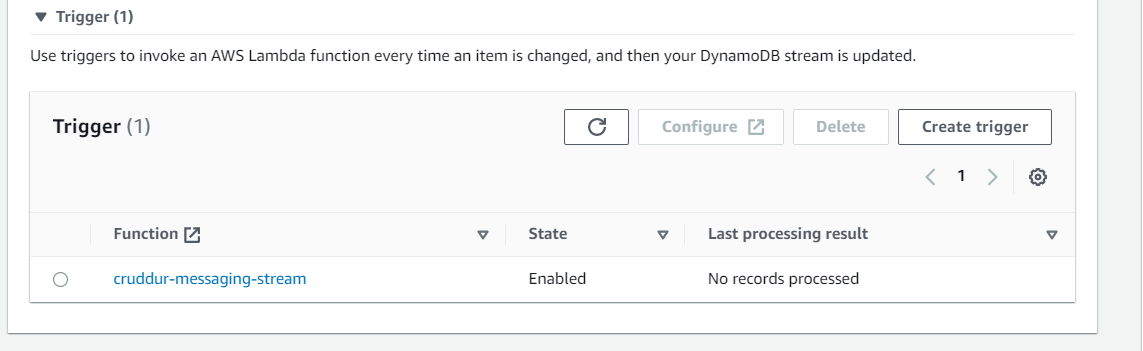 Trigger (1)
Use triggers to invoke an AWS Lambda function every time an item is changed, and then your DynamoDB stream is updated.
Trigger (1)
Configure
Delete
Create trigger
1
Function
State
Last processing result
cruddur-messaging-stream
Enabled
No records processed